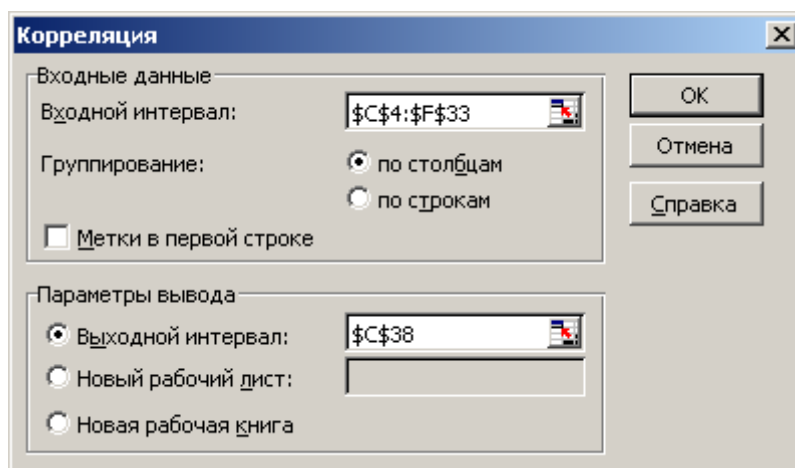 Корреляция
Входные данные
Входной интервал: $C$4:$F$33
Группирование: по столбцам
по строкам
Метки в первой строке
OK
Отмена
Справка
Параметры вывода
Выходной интервал: $C$38
Новый рабочий лист:
Новая рабочая книга